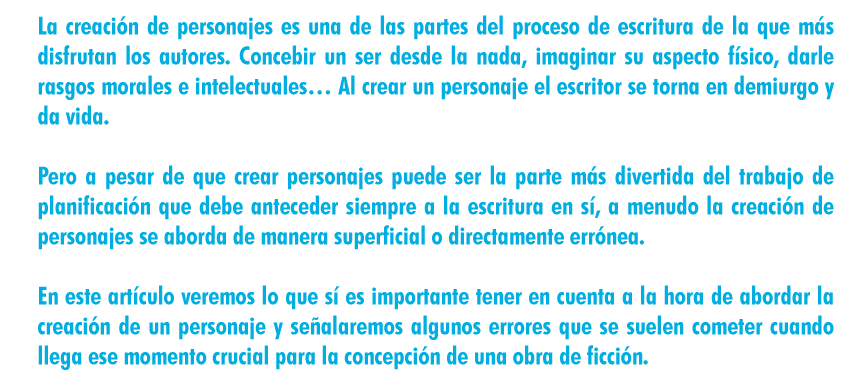 La creación de personajes es una de las partes del proceso de escritura de la que más
disfrutan los autores. Concebir un ser desde la nada, imaginar su aspecto físico, darle
rasgos morales e intelectuales… Al crear un personaje el escritor se torna en demiurgo y
da vida.
Pero a pesar de que crear personajes puede ser la parte más divertida del trabajo de
planificación que debe anteceder siempre a la escritura en sí, a menudo la creación de
personajes se aborda de manera superficial o directamente errónea.
En este artículo veremos lo que sí es importante tener en cuenta a la hora de abordar la
creación de un personaje y señalaremos algunos errores que se suelen cometer cuando
llega ese momento crucial para la concepción de una obra de ficción.